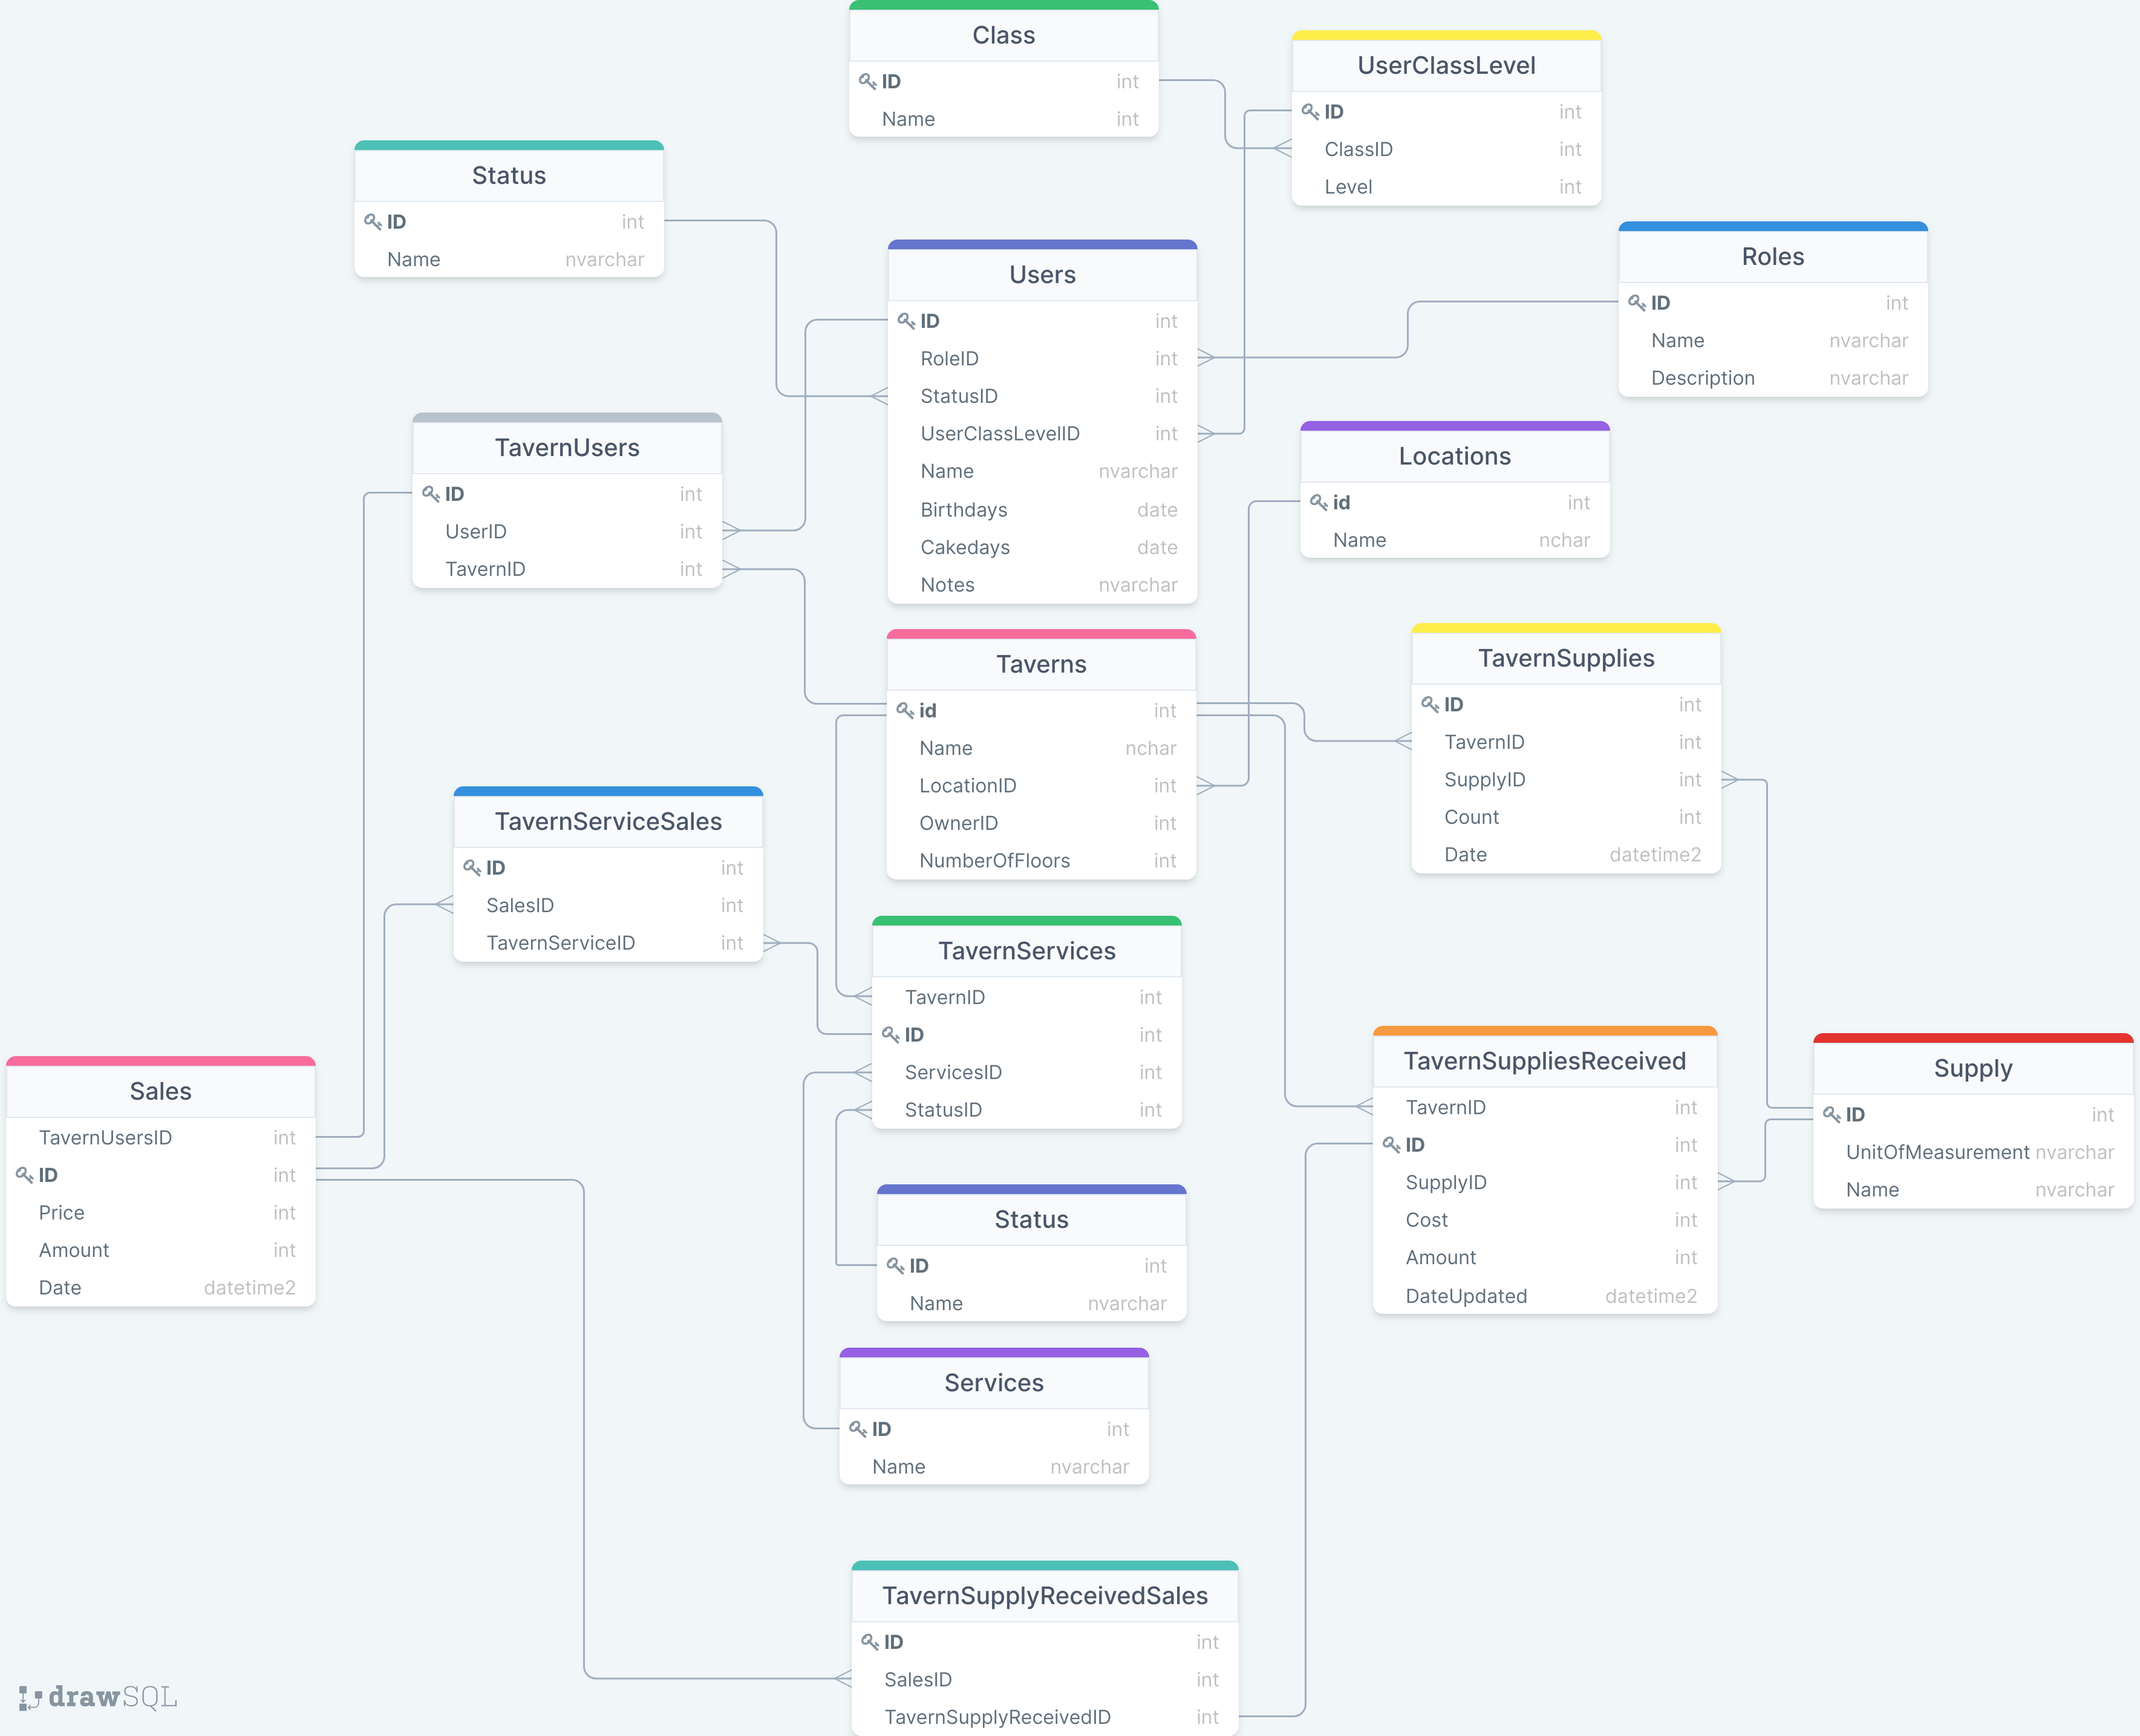 Class
ID int
Name int
UserClassLevel
ID int
ClassID int
Level int
Status
ID int
Name nvarchar
Roles
ID int
Name nvarchar
Description nvarchar
Users
ID int
RoleID int
StatusID int
UserClassLevelID int
Name nvarchar
Birthdays date
Cakedays date
Notes nvarchar
TavernUsers
ID int
UserID int
TavernID int
Locations
id int
Name nchar
Taverns
id int
Name nchar
LocationID int
OwnerID int
NumberOfFloors int
TavernSupplies
ID int
TavernID int
SupplyID int
Count int
Date datetime2
TavernServiceSales
ID int
SalesID int
TavernServiceID int
TavernServices
TavernID int
ID int
ServicesID int
StatusID int
Sales
TavernUsersID int
ID int
Price int
Amount int
Date datetime2
TavernSuppliesReceived
TavernID int
ID int
SupplyID int
Cost int
Amount int
DateUpdated datetime2
Supply
ID int
UnitOfMeasurement nvarchar
Name nvarchar
Status
ID int
Name nvarchar
Services
ID int
Name nvarchar
TavernSupplyReceivedSales
ID int
SalesID int
TavernSupplyReceivedID int
drawSQL